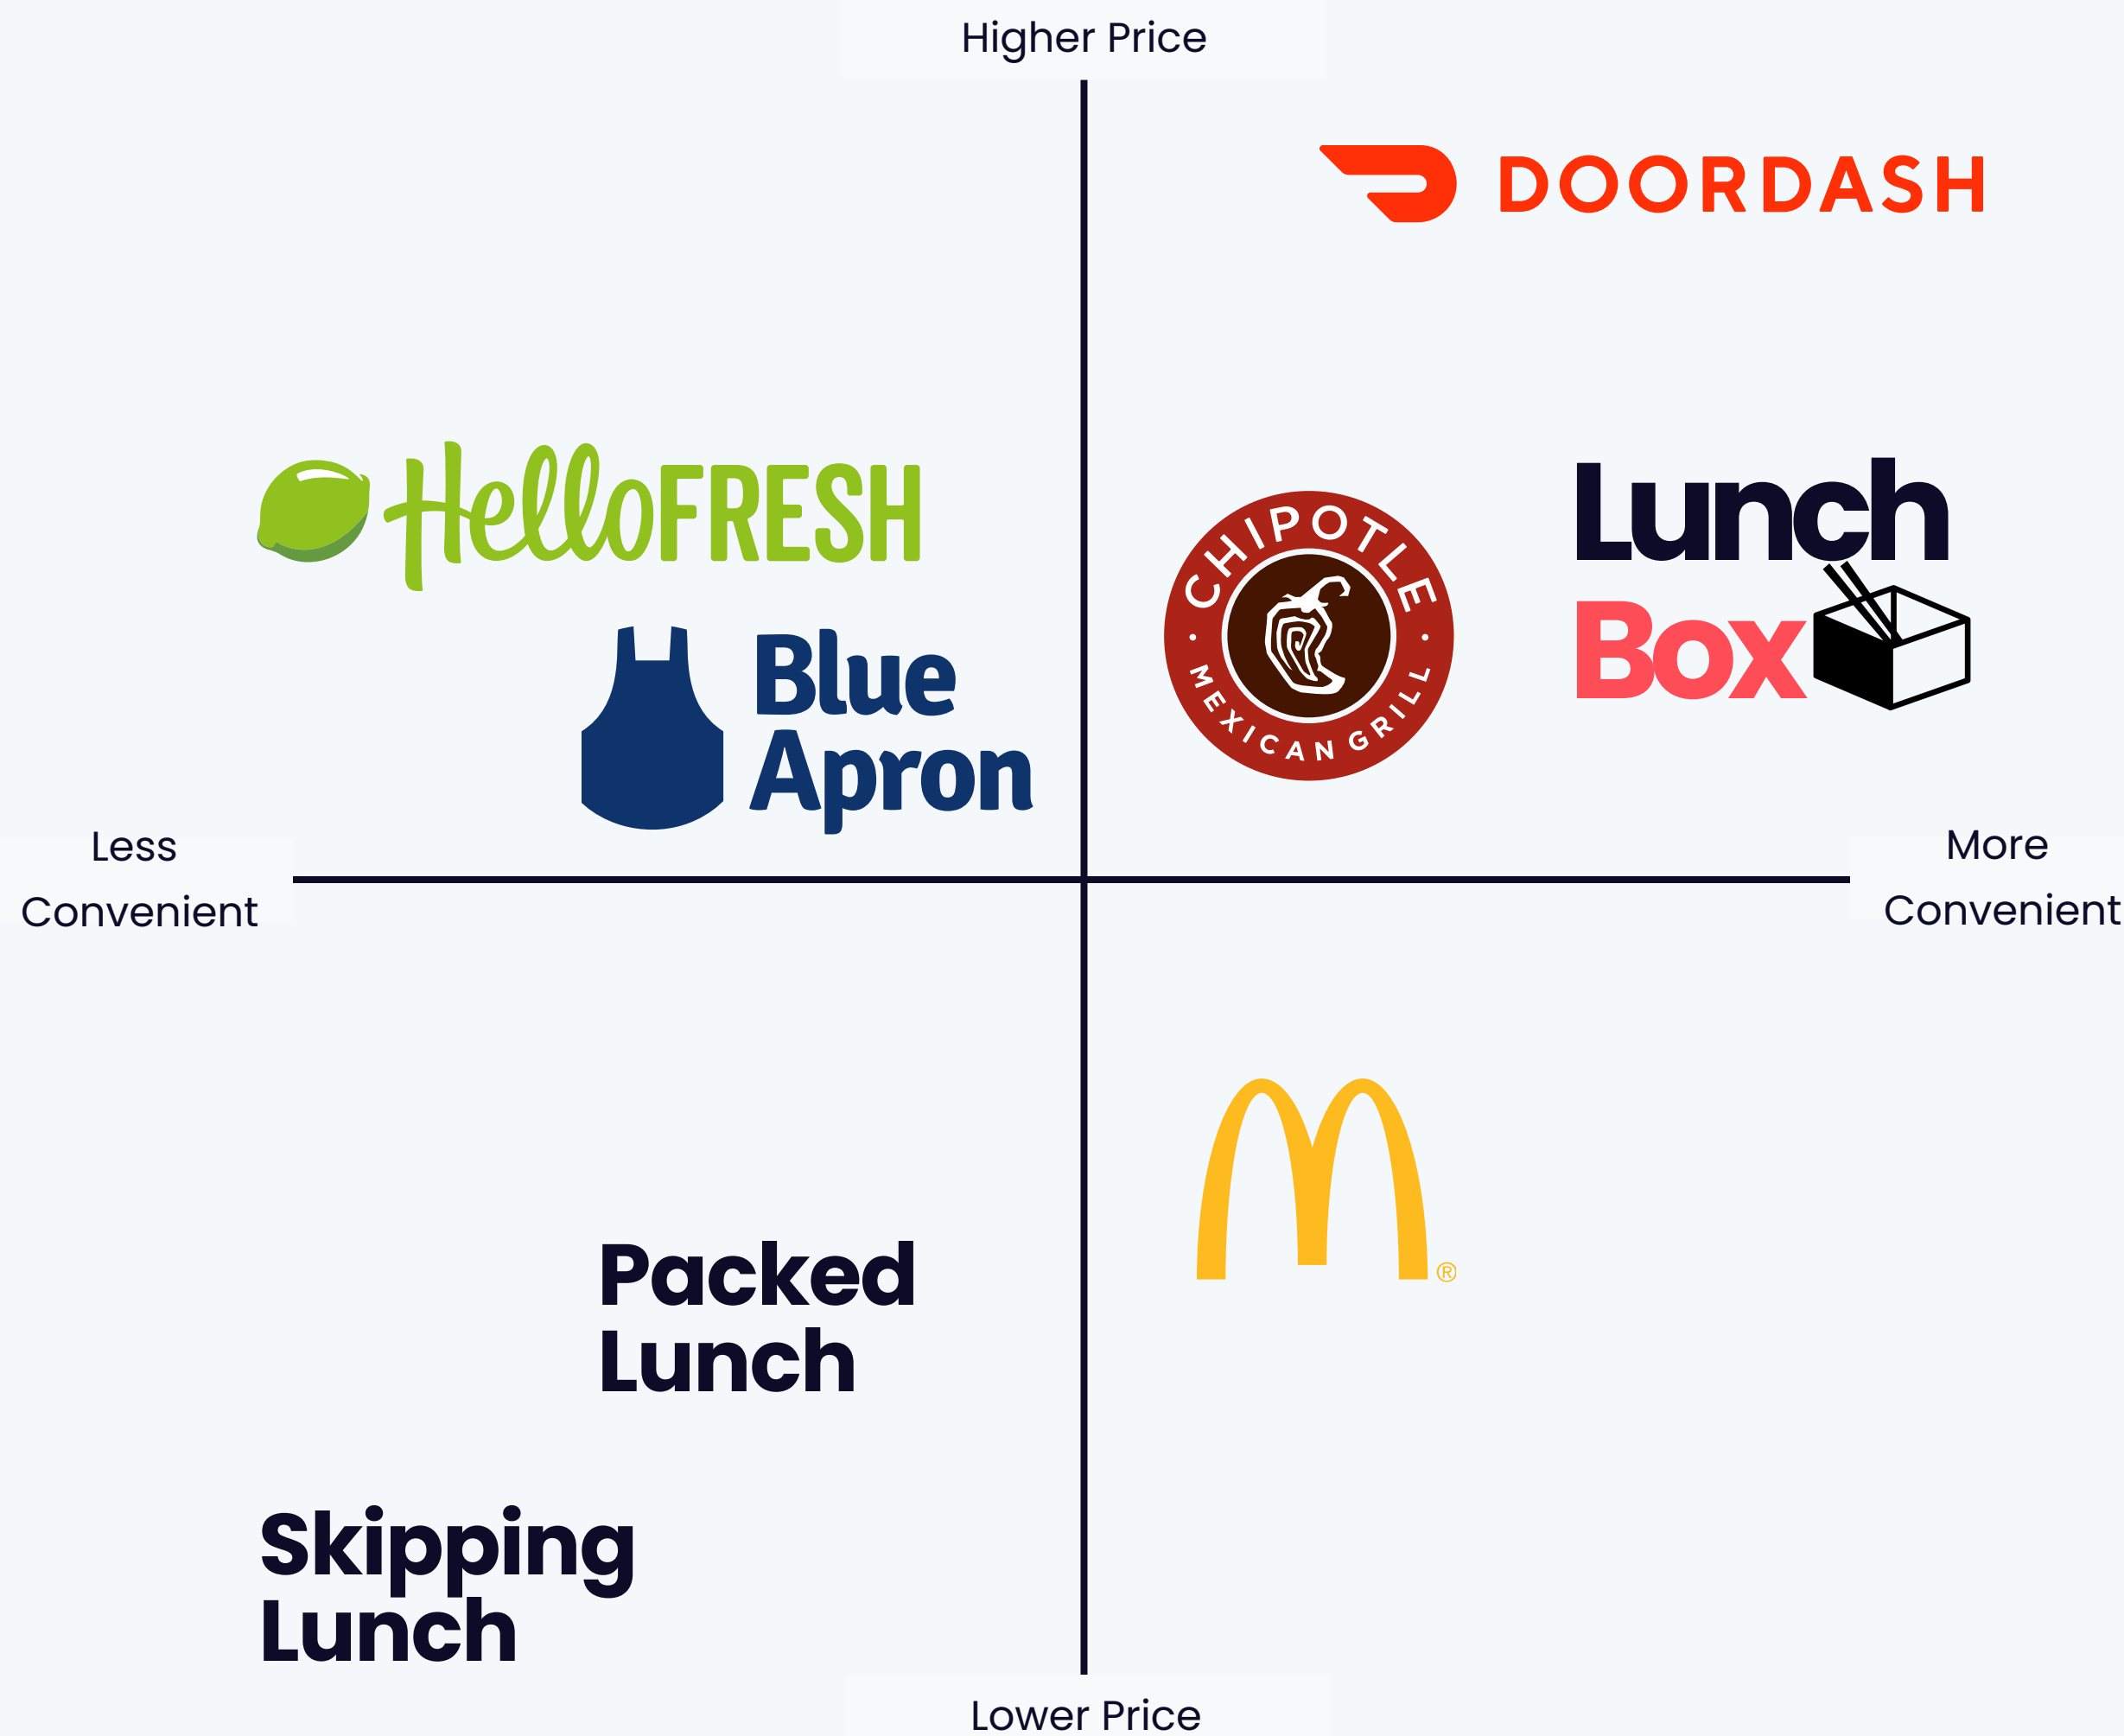 Higher Price
DOORDASH
HelloFRESH
Lunch
Box
CHIPOTLE
MEXICAN GRILL
Blue
Apron
Less
Convenient
More
Convenient
M
®
Packed
Lunch
Skipping
Lunch
Lower Price